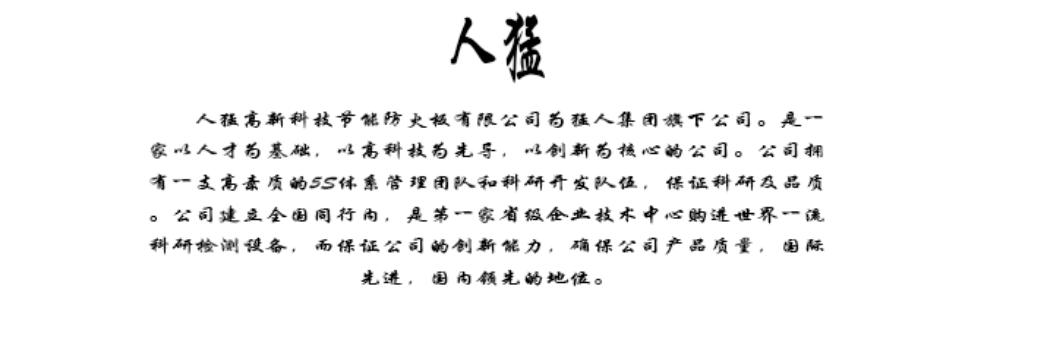 人猛
人猛高新科技节能防火板有限公司为猛人集团旗下公司。是一
家以人才为基础，以高科技为先导，以创新为核心的公司。公司拥
有一支高素质的5S体系管理团队和科研开发队伍，保证科研及品质
。公司建立全国同行内，是第一家省级企业技术中心购进世界一流
科研检测设备，而保证公司的创新能力，确保公司产品质量，国际
先进，国内领先的地位。